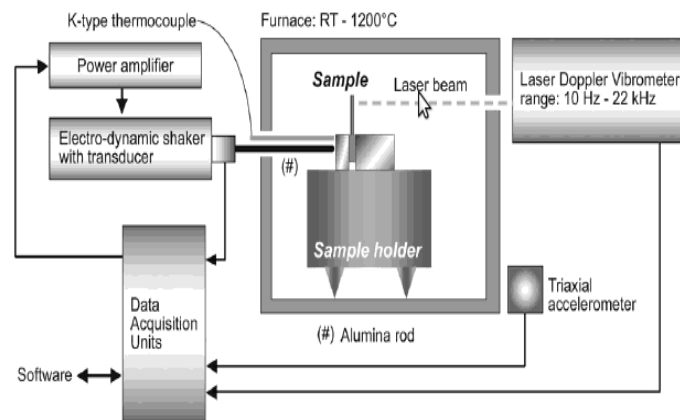 K-type thermocouple
Furnace: RT - 1200°C
Power amplifier
Sample
Laser beam
Laser Doppler Vibrometer
range: 10 Hz - 22 kHz
Electro-dynamic shaker
with transducer
(#)
Sample holder
Data
Acquisition
Units
Triaxial
accelerometer
(#) Alumina rod
Software